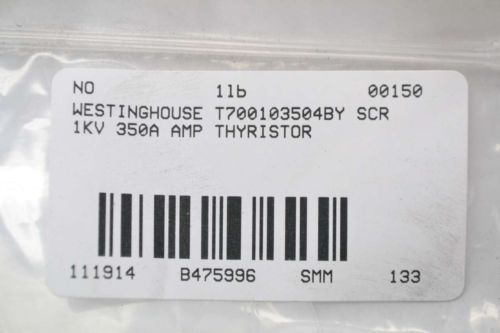 NO 1lb 00150
WESTINGHOUSE T700103504BY SCR
1KV 350A AMP THYRISTOR
111914 B475996 SMM 133